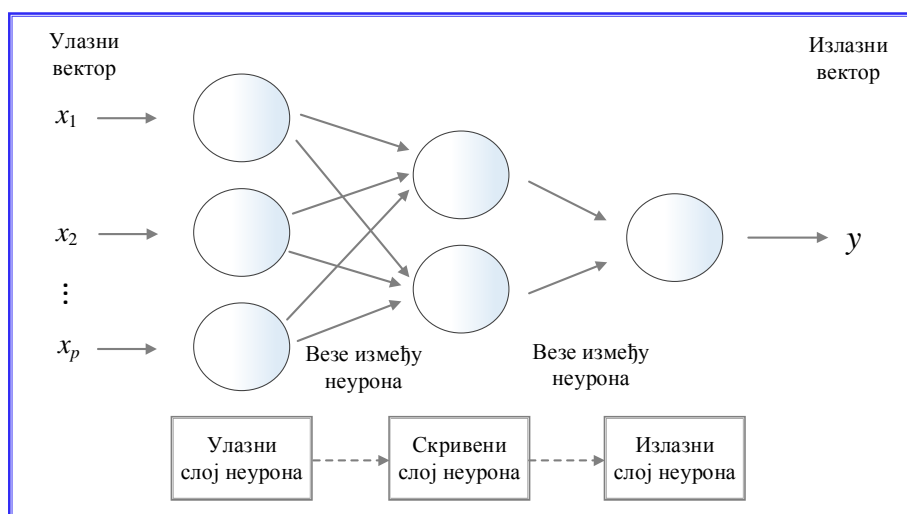 Улазни
вектор
Излазни
вектор
x1
x2
⋮
xp
y
Везе између
неурона
Везе између
неурона
Улазни
слој неурона
Скривени
слој неурона
Излазни
слој неурона